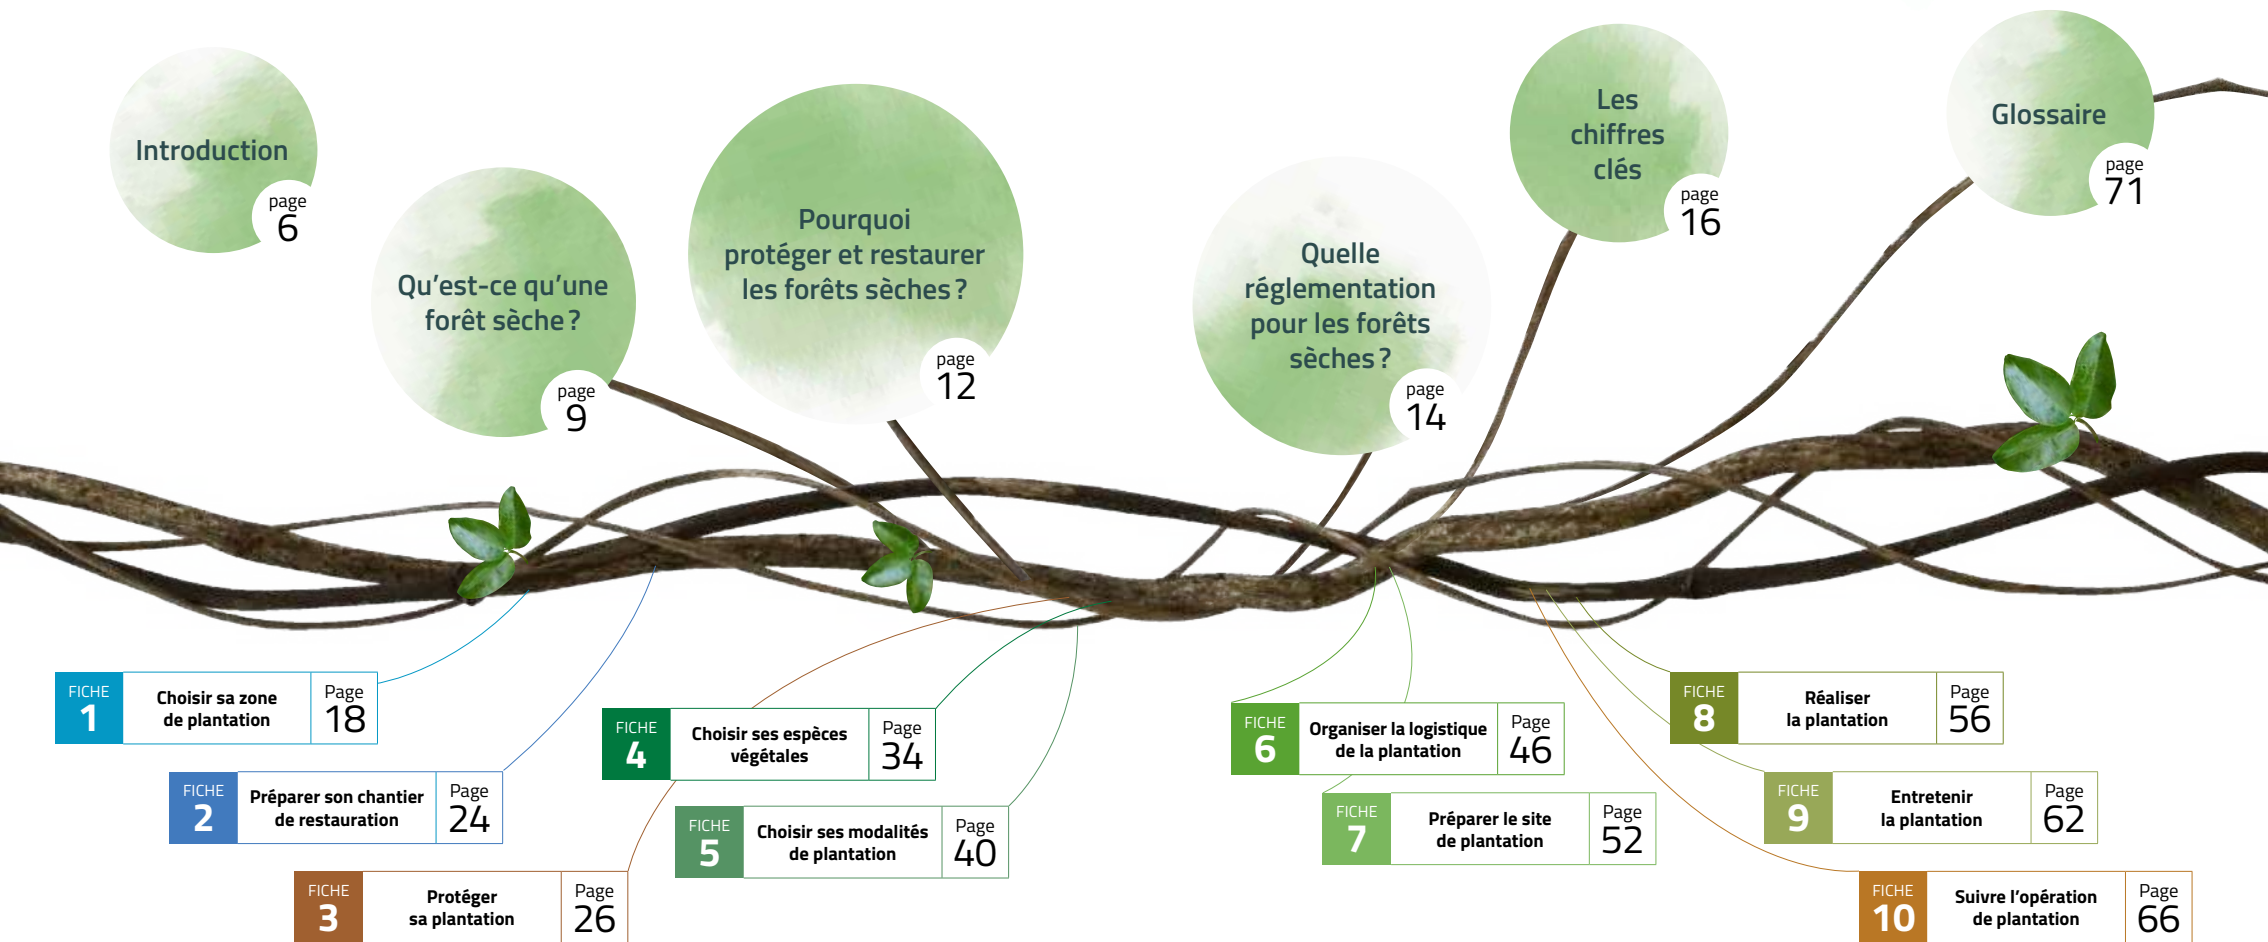 Introduction
page
6
Qu’est-ce qu’une
forêt sèche ?
page
9
Pourquoi
protéger et restaurer
les forêts sèches ?
page
12
Quelle
réglementation
pour les forêts
sèches ?
page
14
Les
chiffres
clés
page
16
Glossaire
page
71
FICHE
1
Choisir sa zone
de plantation
Page
18
FICHE
2
Préparer son chantier
de restauration
Page
24
FICHE
3
Protéger
sa plantation
Page
26
FICHE
4
Choisir ses espèces
végétales
Page
34
FICHE
5
Choisir ses modalités
de plantation
Page
40
FICHE
6
Organiser la logistique
de la plantation
Page
46
FICHE
7
Préparer le site
de plantation
Page
52
FICHE
8
Réaliser
la plantation
Page
56
FICHE
9
Entretenir
la plantation
Page
62
FICHE
10
Suivre l’opération
de plantation
Page
66